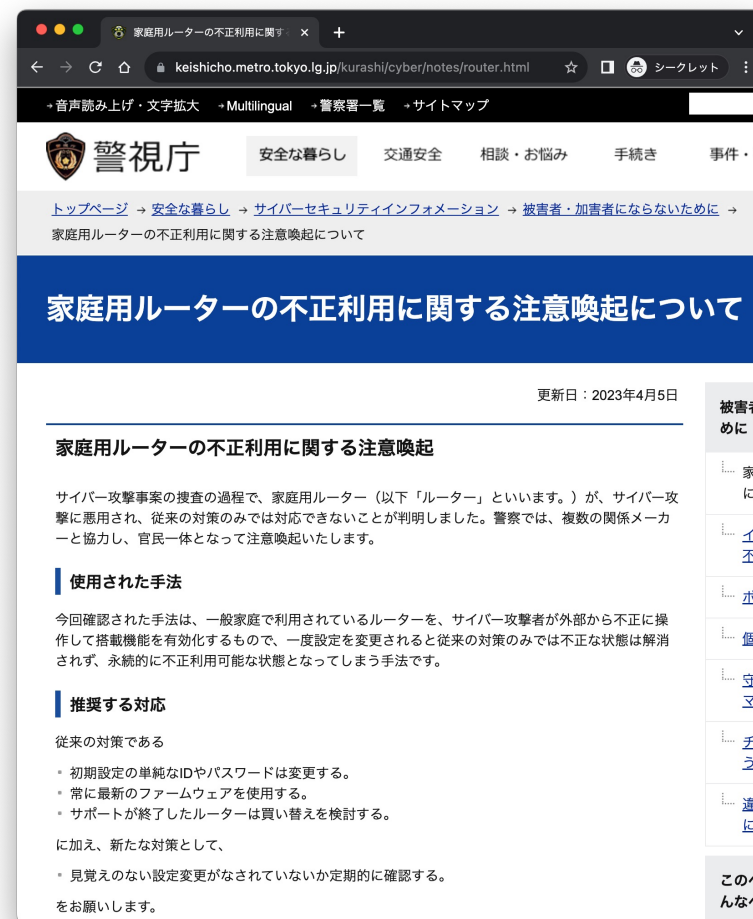 家庭用ルーターの不正利用に関す
keishicho.metro.tokyo.lg.jp/kurashi/cyber/notes/router.html
シークレット
→音声読み上げ・文字拡大 →Multilingual →警察署一覧 →サイトマップ
警視庁 安全な暮らし 交通安全 相談・お悩み 手続き 事件・
トップページ → 安全な暮らし → サイバーセキュリティインフォメーション → 被害者・加害者にならないために →
家庭用ルーターの不正利用に関する注意喚起について
家庭用ルーターの不正利用に関する注意喚起について
更新日：2023年4月5日
家庭用ルーターの不正利用に関する注意喚起
サイバー攻撃事案の捜査の過程で、家庭用ルーター（以下「ルーター」といいます。）が、サイバー攻
撃に悪用され、従来の対策のみでは対応できないことが判明しました。警察では、複数の関係メーカ
ーと協力し、官民一体となって注意喚起いたします。
使用された手法
今回確認された手法は、一般家庭で利用されているルーターを、サイバー攻撃者が外部から不正に操
作して搭載機能を有効化するもので、一度設定を変更されると従来の対策のみでは不正な状態は解消
されず、永続的に不正利用可能な状態となってしまう手法です。
推奨する対応
従来の対策である
初期設定の単純なIDやパスワードは変更する。
常に最新のファームウェアを使用する。
サポートが終了したルーターは買い替えを検討する。
に加え、新たな対策として、
見覚えのない設定変更がなされていないか定期的に確認する。
をお願いします。
被害者
めに
家
に
イ
不
ボ
個
守
マ
チ
う
違
に
このペ
んなペ